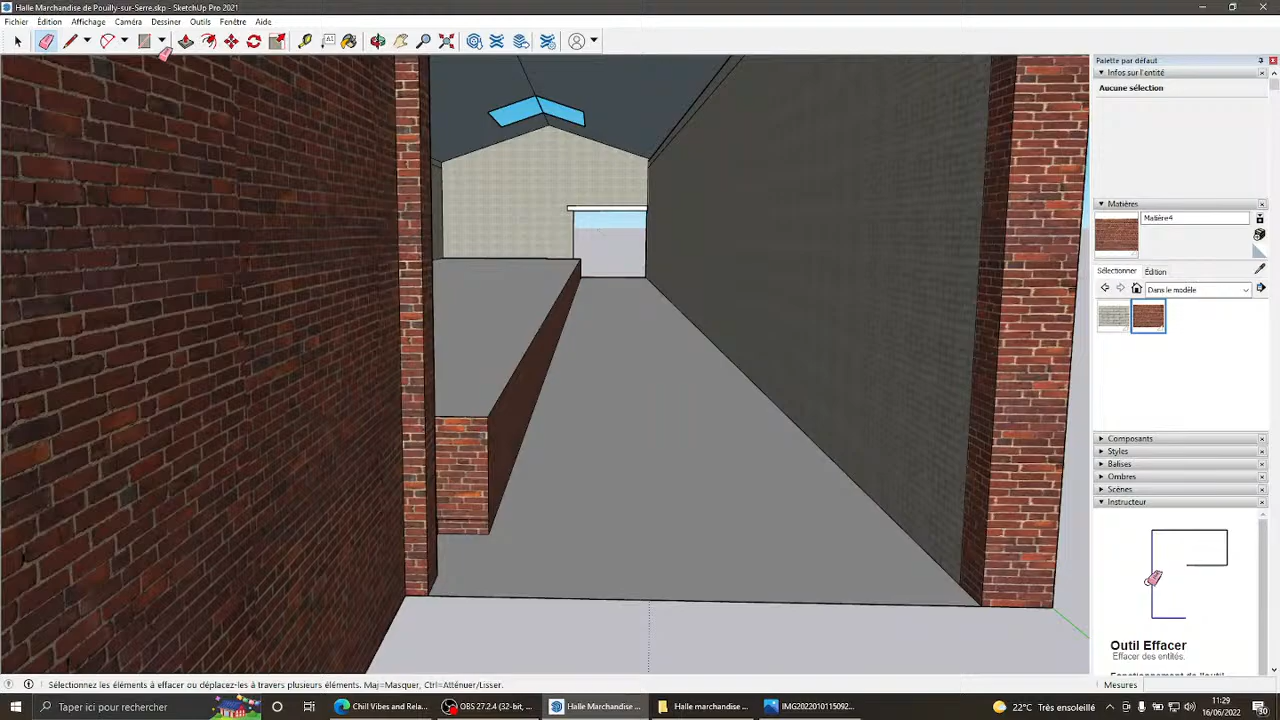 Halle Marchandise de Pouilly-sur-Serre.skp - SketchUp Pro 2021
Fichier Édition Affichage Caméra Dessiner Outils Fenêtre Aide
Palette par défaut
Infos sur l'entité
Aucune sélection
Matières
Matière4
Sélectionner Édition
Dans le modèle
Composants
Styles
Balises
Ombres
Scènes
Instructeur
Outil Effacer
Effacer des entités.
Sélectionnez les éléments à effacer ou déplacez-les à travers plusieurs éléments. Maj=Masquer, Ctrl=Atténuer/Lisser.
Mesures
Taper ici pour rechercher
Chill Vibes and Rela...
OBS 27.2.4 (32-bit, ...
Halle Marchandise ...
Halle marchandise ...
IMG2022010115092...
22°C Très ensoleillé
11:29
16/06/2022